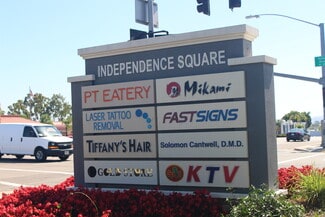 INDEPENDENCE SQUARE
PT EATERY
Mikami
LASER TATTOO
REMOVAL
FASTSIGNS
TIFFANY'S HAIR
Solomon Cantwell, D.M.D.
KTV